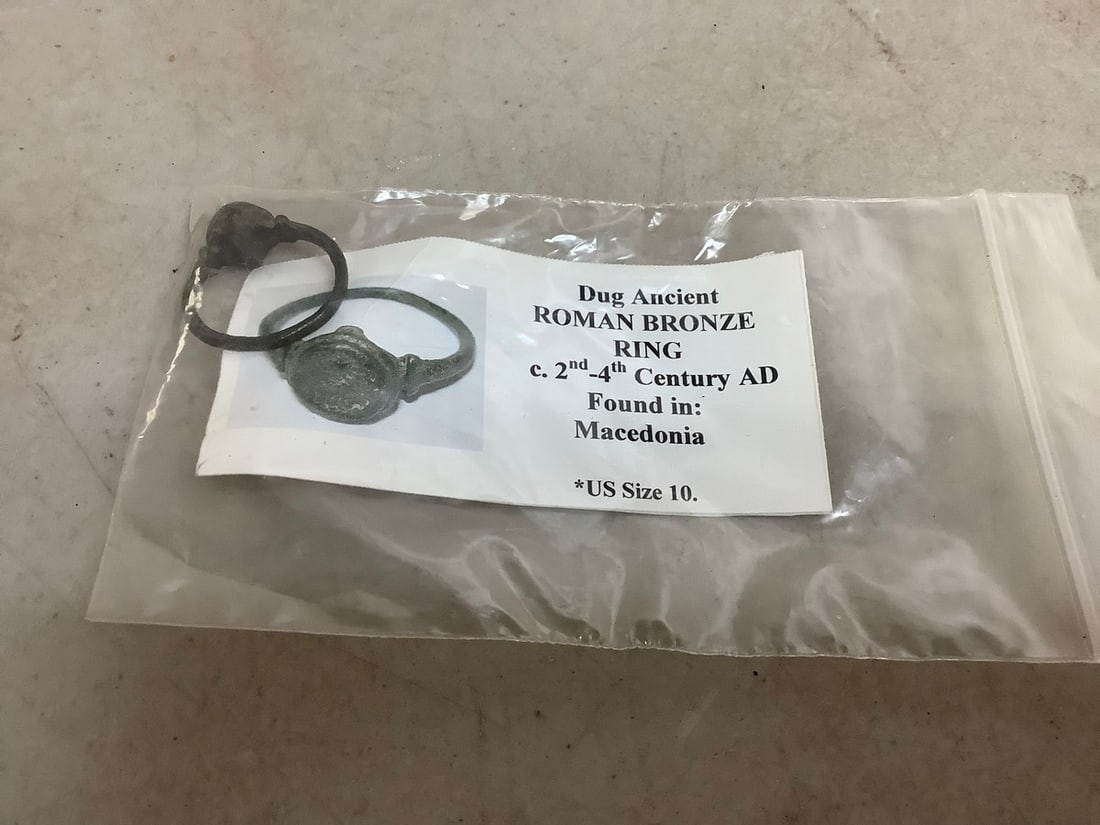 Dug Ancient
ROMAN BRONZE
RING
c. 2nd-4th Century AD
Found in:
Macedonia
*US Size 10.